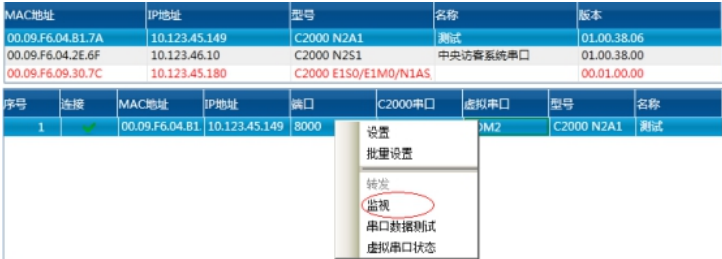 MAC地址 IP地址 型号 名称 版本
00.09.F6.04.B1.7A 10.123.45.149 C2000 N2A1 测试 01.00.38.06
00.09.F6.04.2E.6F 10.123.46.10 C2000 N2S1 中央访客系统串口 01.00.38.00
00.09.F6.09.30.7C 10.123.45.180 C2000 E1S0/E1M0/N1AS, 00.01.00.00
序号 连接 MAC地址 IP地址 端口 C2000串口 虚拟串口 型号 名称
1 00.09.F6.04.B1. 10.123.45.149 8000 OM2 C2000 N2A1 测试
设置
批量设置
转发
监视
串口数据测试
虚拟串口状态